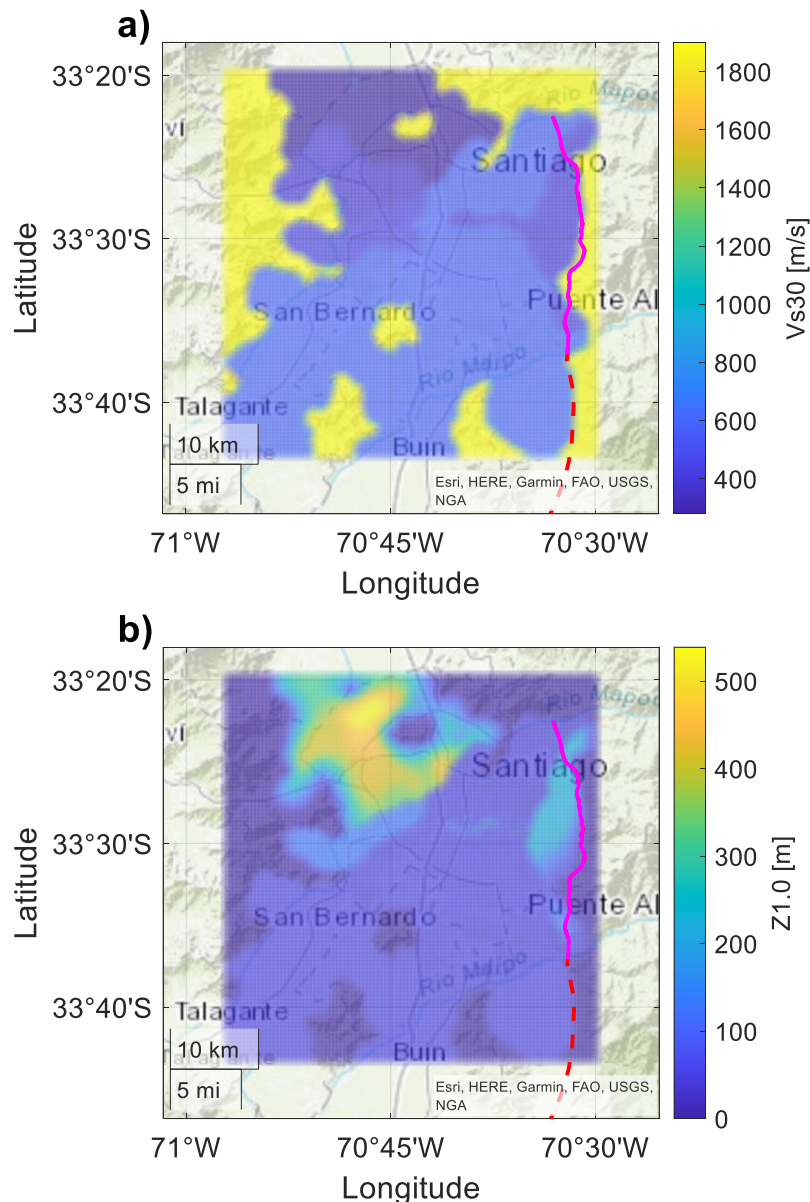 a)
33°20'S
33°30'S
33°40'S
Latitude
ví
Rio Mapoc
Santiago
Puente Al
San Bernardo
Rio Maipo
Talagante
Buin
10 km
5 mi
Esri, HERE, Garmin, FAO, USGS,
NGA
71°W
70°45'W
70°30'W
Longitude
1800
1600
1400
1200
1000
800
600
400
Vs30 [m/s]
b)
33°20'S
33°30'S
33°40'S
Latitude
ví
Rio Mapoc
Santiago
Puente Al
San Bernardo
Rio Maipo
Talagante
Buin
10 km
5 mi
Esri, HERE, Garmin, FAO, USGS,
NGA
71°W
70°45'W
70°30'W
Longitude
500
400
300
200
100
0
Z1.0 [m]